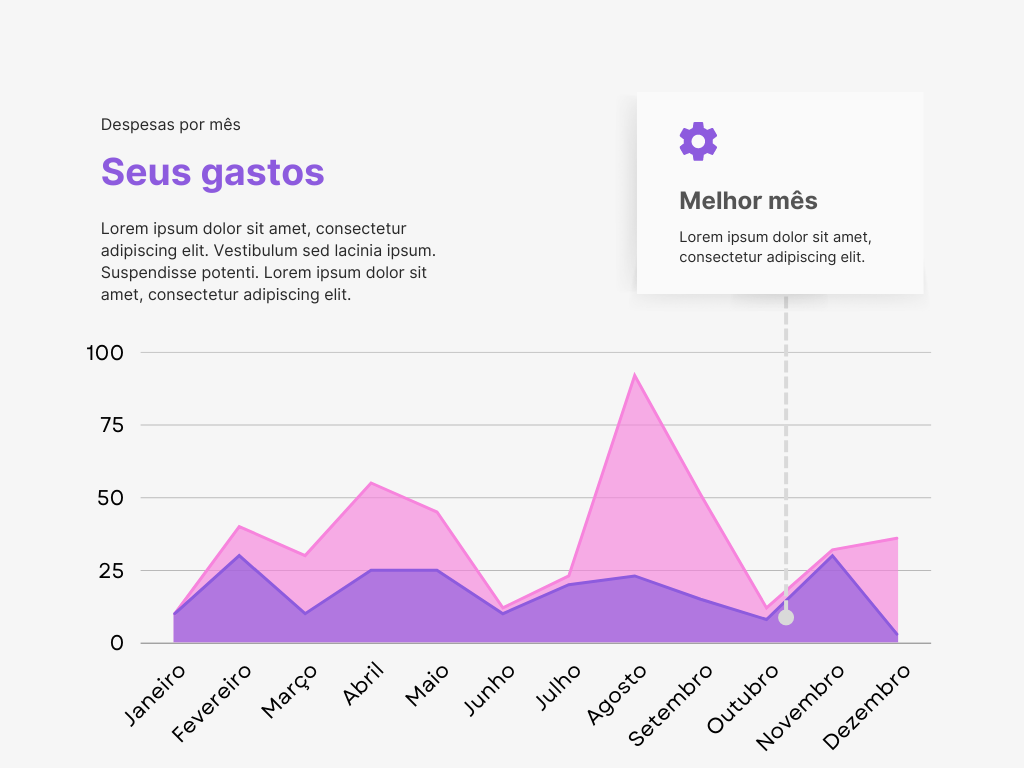 Despesas por mês
Seus gastos
Lorem ipsum dolor sit amet, consectetur
adipiscing elit. Vestibulum sed lacinia ipsum.
Suspendisse potenti. Lorem ipsum dolor sit
amet, consectetur adipiscing elit.
Melhor mês
Lorem ipsum dolor sit amet,
consectetur adipiscing elit.
100
75
50
25
0
Janeiro
Fevereiro
Março
Abril
Maio
Junho
Julho
Agosto
Setembro
Outubro
Novembro
Dezembro